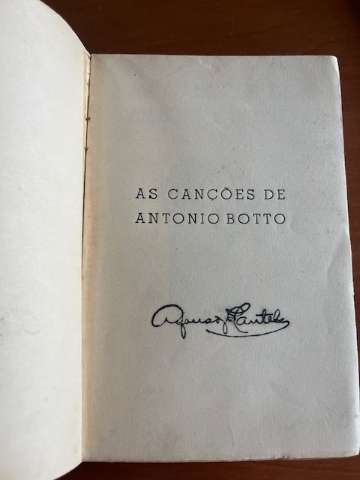 AS CANÇÕES DE
ANTONIO BOTTO